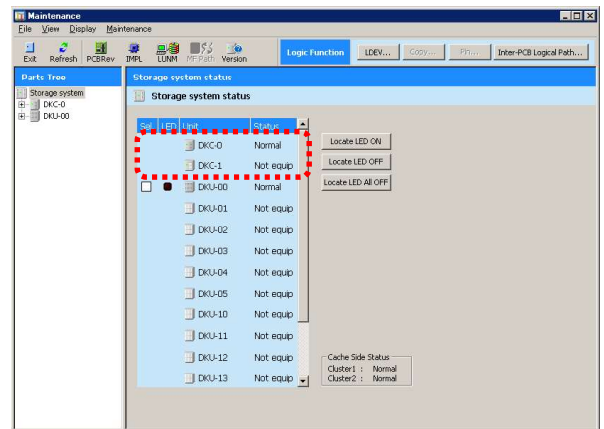 Maintenance
File View Display Maintenance
Exit Refresh PCBRev IMPL LUNM MF Path Version Logic Function LDEV... Copy... Pin... Inter-PCB Logical Path...
Parts Tree
Storage system
DKC-0
DKU-00
Storage system status
Storage system status
Sel LED Unit Status
DKC-0 Normal
DKC-1 Not equip
DKU-00 Normal
DKU-01 Not equip
DKU-02 Not equip
DKU-03 Not equip
DKU-04 Not equip
DKU-05 Not equip
DKU-10 Not equip
DKU-11 Not equip
DKU-12 Not equip
DKU-13 Not equip
Locate LED ON
Locate LED OFF
Locate LED All OFF
Cache Side Status
Cluster1 : Normal
Cluster2 : Normal